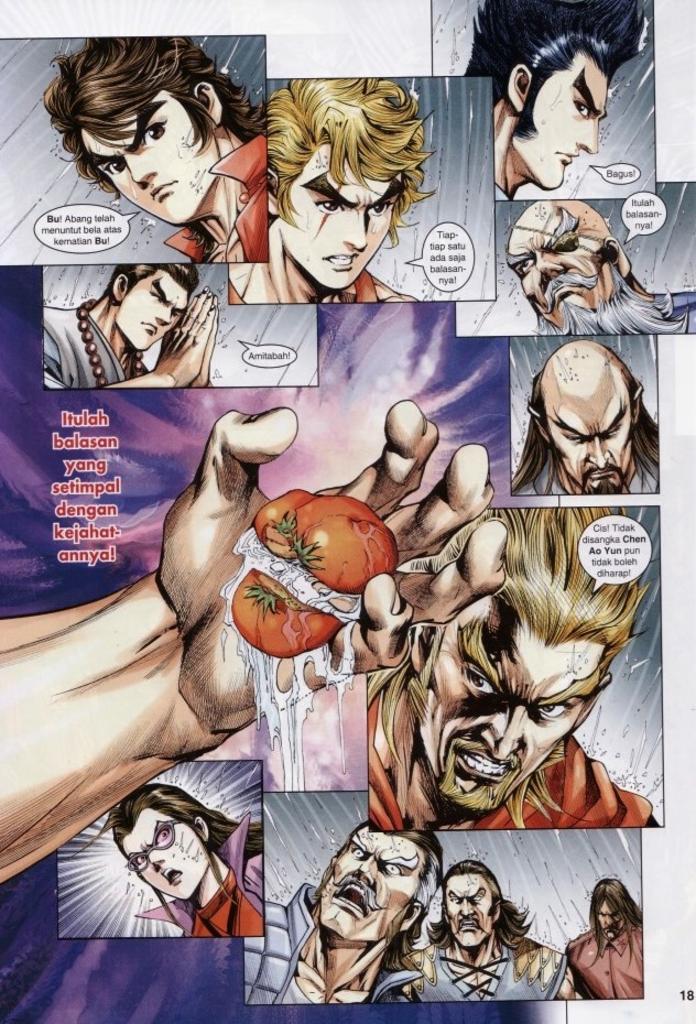 Bu! Abang telah
menuntut bela atas
kematian Bu!
Tiap-
tiap satu
ada balasan-
nya!
Bagus!
Itulah
balasan-
nya!
Amitabah!
Itulah
balasan
yang
setimpal
dengan
kejahat-
annya!
Cis! Tidak
disangka Chen
Ao Yun pun
tidak boleh
diharap!
18